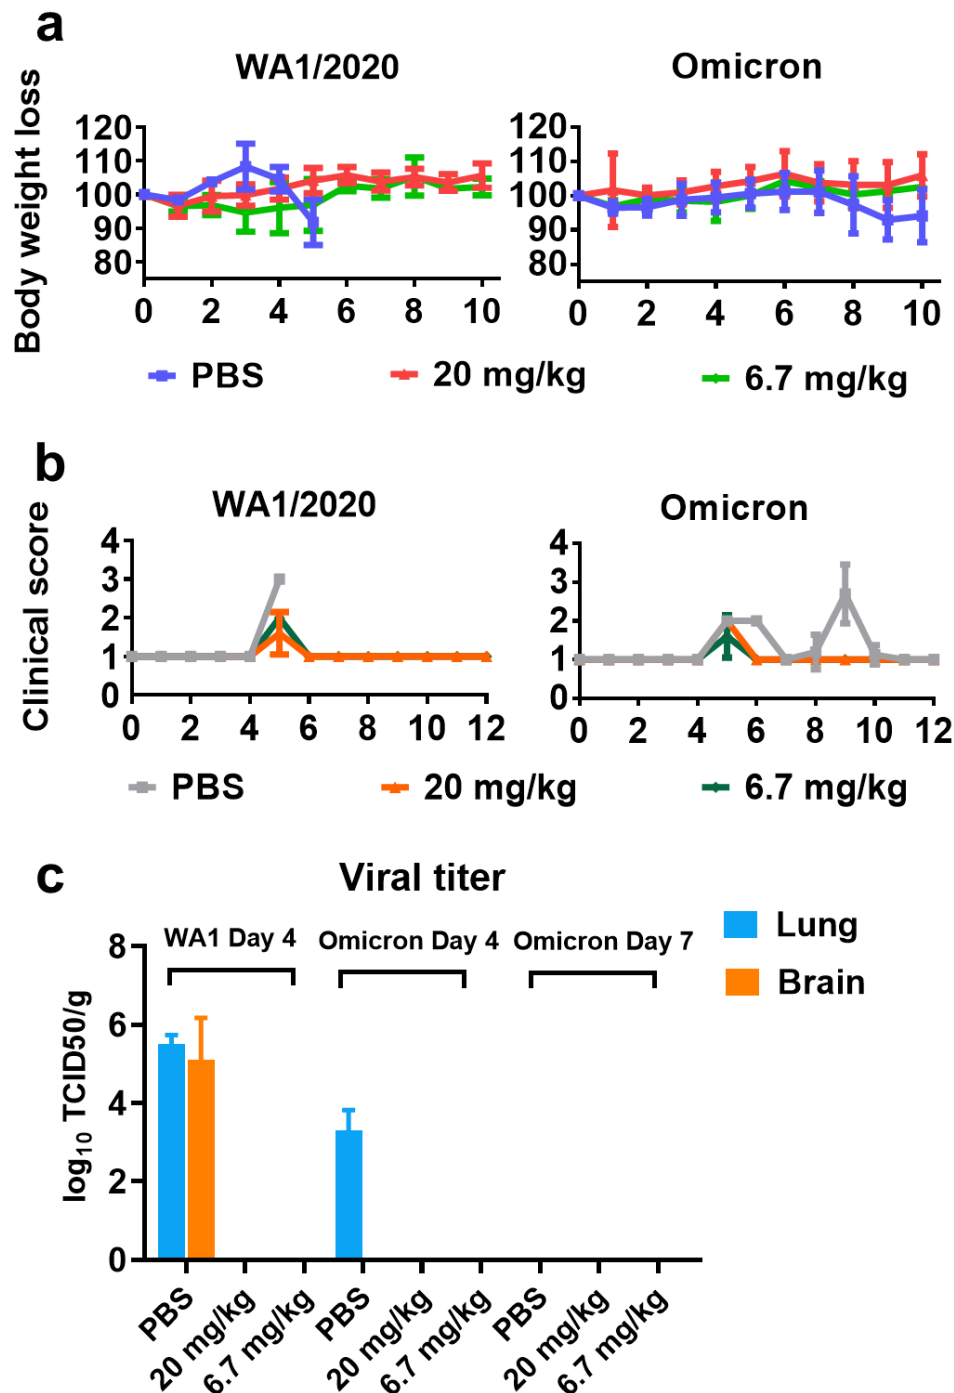 a
WA1/2020
Omicron
Body weight loss
120
110
100
90
80
0 2 4 6 8 10
120
110
100
90
80
0 2 4 6 8 10
PBS 20 mg/kg 6.7 mg/kg
b
WA1/2020
Omicron
Clinical score
4
3
2
1
0
0 2 4 6 8 10 12
4
3
2
1
0
0 2 4 6 8 10 12
PBS 20 mg/kg 6.7 mg/kg
c
Viral titer
Lung
Brain
WA1 Day 4 Omicron Day 4 Omicron Day 7
log10 TCID50/g
8
6
4
2
0
PBS
20 mg/kg
6.7 mg/kg
PBS
20 mg/kg
6.7 mg/kg
PBS
20 mg/kg
6.7 mg/kg